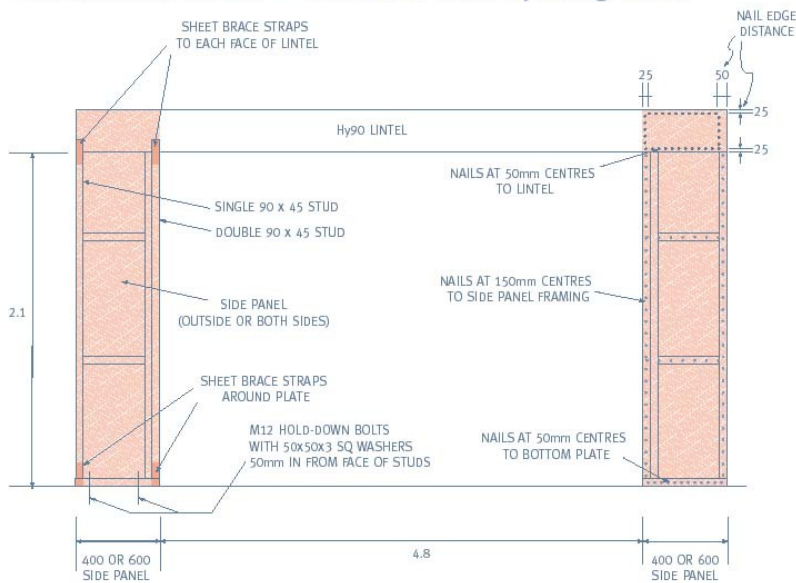 SHEET BRACE STRAPS
TO EACH FACE OF LINTEL
NAIL EDGE
DISTANCE
25
50
Hy90 LINTEL
25
25
NAILS AT 50mm CENTRES
TO LINTEL
SINGLE 90 x 45 STUD
DOUBLE 90 x 45 STUD
NAILS AT 150mm CENTRES
TO SIDE PANEL FRAMING
SIDE PANEL
(OUTSIDE OR BOTH SIDES)
2.1
SHEET BRACE STRAPS
AROUND PLATE
M12 HOLD-DOWN BOLTS
WITH 50x50x3 SQ WASHERS
50mm IN FROM FACE OF STUDS
NAILS AT 50mm CENTRES
TO BOTTOM PLATE
400 OR 600
SIDE PANEL
4.8
400 OR 600
SIDE PANEL